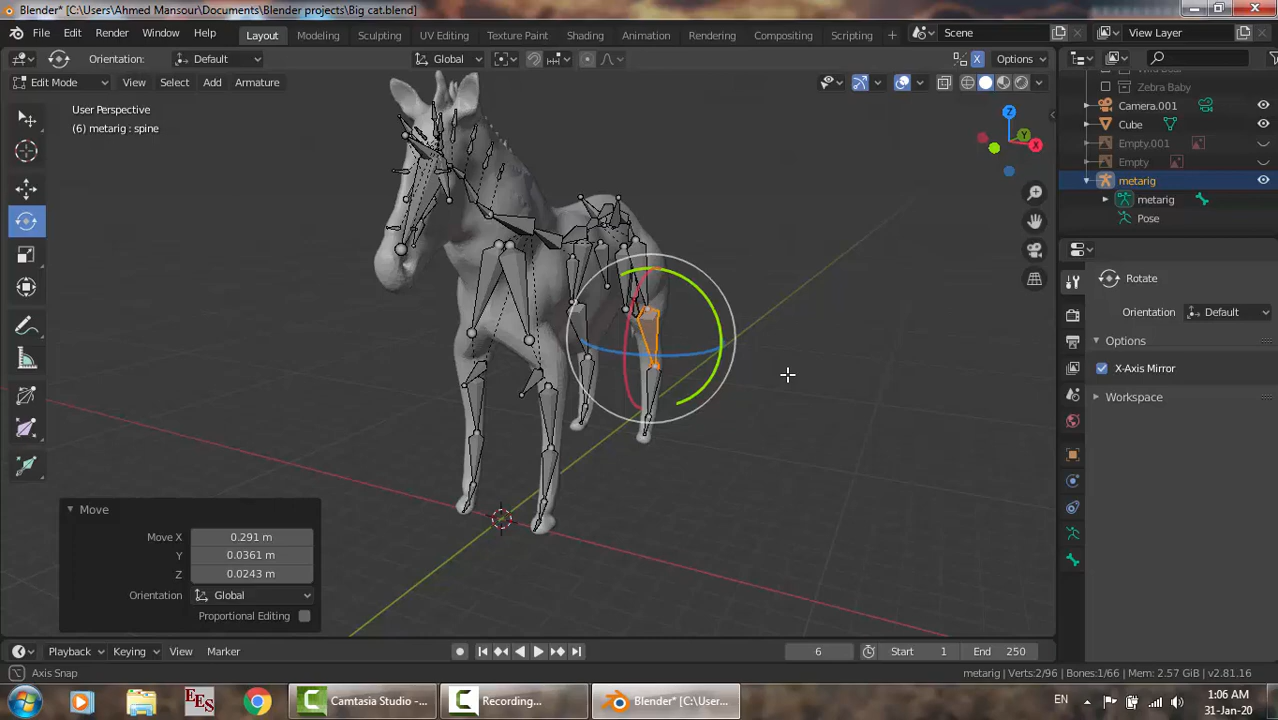 Blender* [C:\Users\Ahmed Mansour\Documents\Blender projects\Big cat.blend]
File Edit Render Window Help
Layout Modeling Sculpting UV Editing Texture Paint Shading Animation Rendering Compositing Scripting
Scene
View Layer
Orientation: Default
Global
X Options
Edit Mode View Select Add Armature
User Perspective
(6) metarig : spine
Z
Y
X
Zebra Baby
Camera.001
Cube
Empty.001
Empty
metarig
metarig
Pose
Rotate
Orientation Default
Options
X-Axis Mirror
Workspace
Move
Move X 0.291 m
Y 0.0361 m
Z 0.0243 m
Orientation Global
Proportional Editing
Playback Keying View Marker
6
Start 1
End 250
Axis Snap
metarig | Verts:2/96 | Bones:1/66 | Mem: 2.57 GiB | v2.81.16
EES
Camtasia Studio -...
Recording...
Blender* [C:\User...
EN
1:06 AM
31-Jan-20